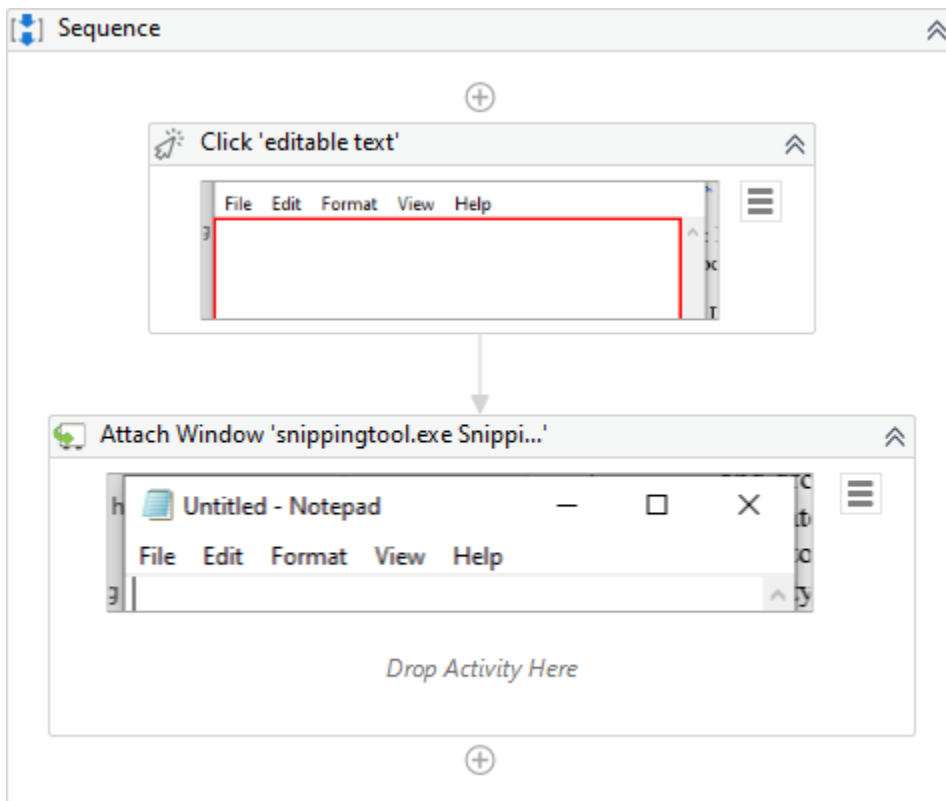 Sequence
Click 'editable text'
File Edit Format View Help
Attach Window 'snippingtool.exe Snippi...'
Untitled - Notepad
File Edit Format View Help
Drop Activity Here